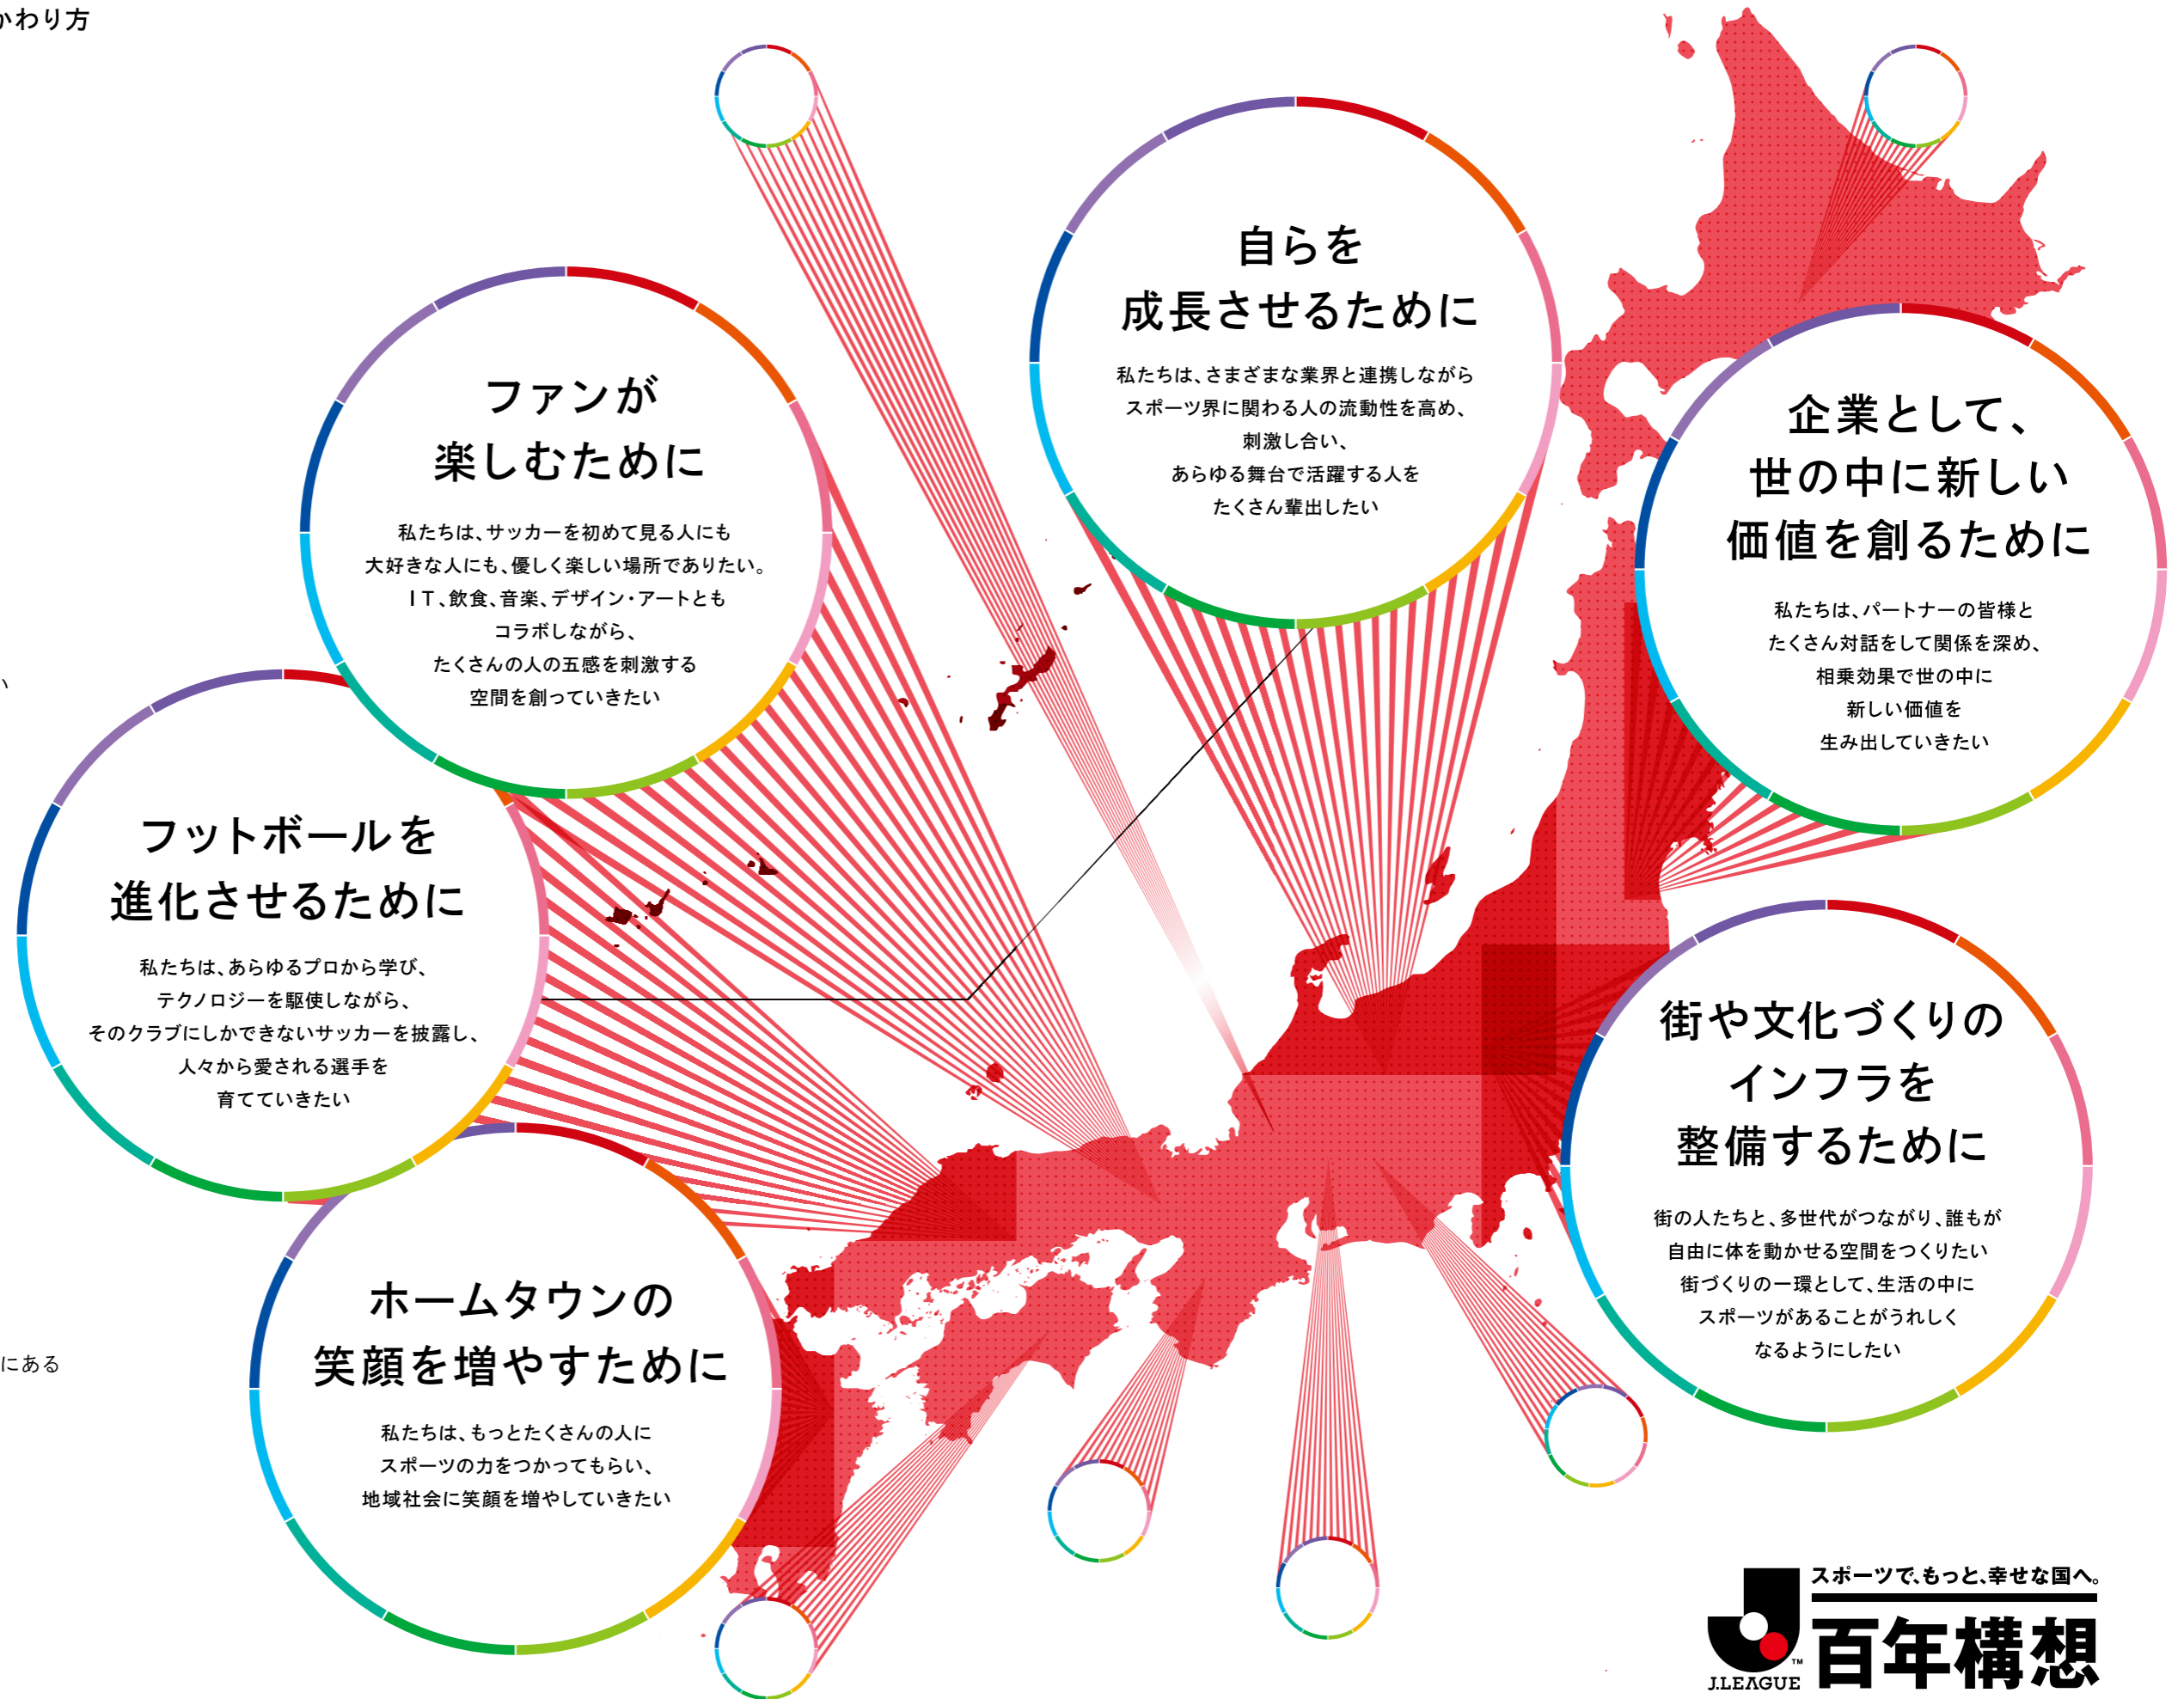 かわり方
自らを
成長させるために
私たちは、さまざまな業界と連携しながら
スポーツ界に関わる人の流動性を高め、
刺激し合い、
あらゆる舞台で活躍する人を
たくさん輩出したい
ファンが
楽しむために
私たちは、サッカーを初めて見る人にも
大好きな人にも、優しく楽しい場所でありたい。
IT、飲食、音楽、デザイン・アートとも
コラボしながら、
たくさんの人の五感を刺激する
空間を創っていきたい
企業として、
世の中に新しい
価値を創るために
私たちは、パートナーの皆様と
たくさん対話をして関係を深め、
相乗効果で世の中に
新しい価値を
生み出していきたい
い
フットボールを
進化させるために
私たちは、あらゆるプロから学び、
テクノロジーを駆使しながら、
そのクラブにしかできないサッカーを披露し、
人々から愛される選手を
育てていきたい
街や文化づくりの
インフラを
整備するために
街の人たちと、多世代がつながり、誰もが
自由に体を動かせる空間をつくりたい
街づくりの一環として、生活の中に
スポーツがあることがうれしく
なるようにしたい
にある
ホームタウンの
笑顔を増やすために
私たちは、もっとたくさんの人に
スポーツの力をつかってもらい、
地域社会に笑顔を増やしていきたい
スポーツで、もっと、幸せな国へ。
百年構想
J.LEAGUE
TM